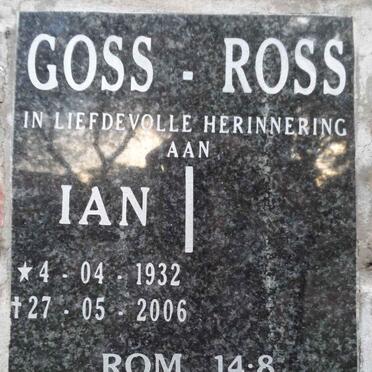 GOSS - ROSS
IN LIEFDEVOLLE HERINNERING
AAN
IAN
★ 4 - 04 - 1932
† 27 - 05 - 2006
ROM 14:8